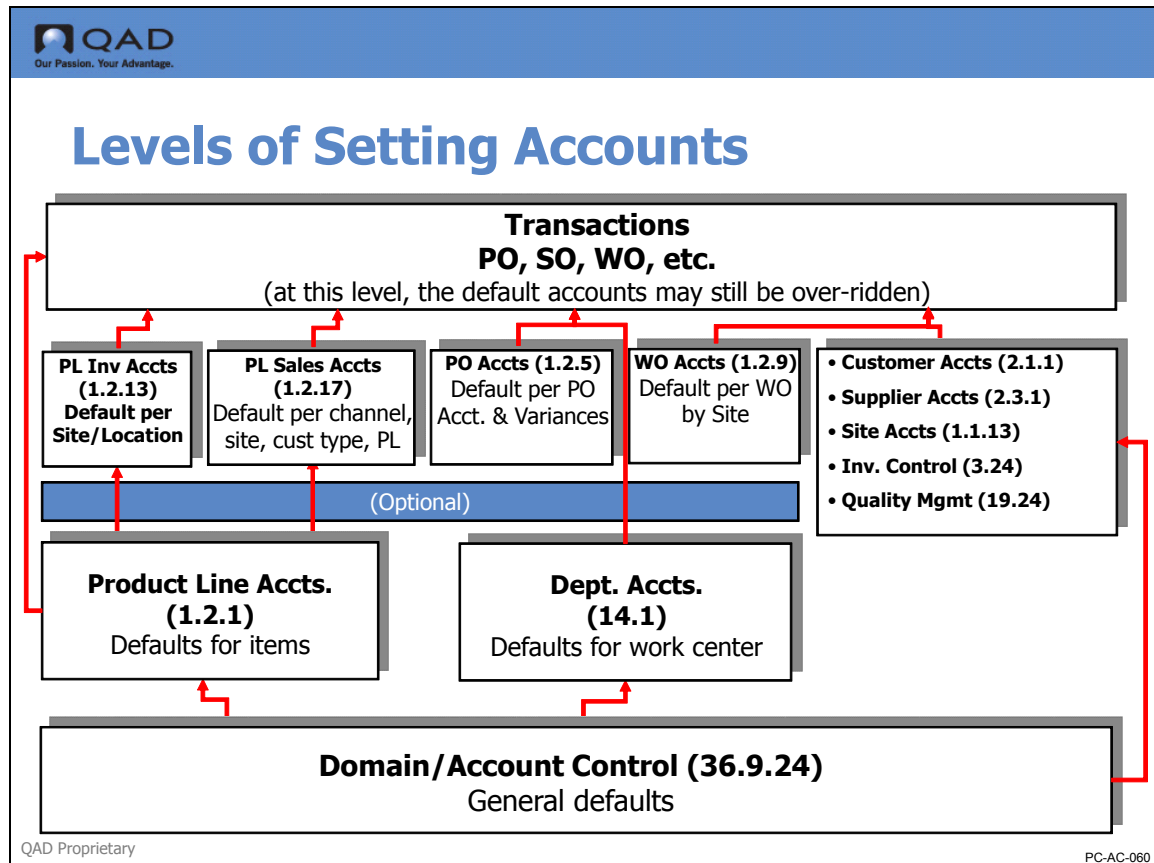 QAD
Our Passion. Your Advantage.
Levels of Setting Accounts
Transactions
PO, SO, WO, etc.
(at this level, the default accounts may still be over-ridden)
PL Inv Accts
(1.2.13)
Default per
Site/Location
PL Sales Accts
(1.2.17)
Default per channel,
site, cust type, PL
PO Accts (1.2.5)
Default per PO
Acct. & Variances
WO Accts (1.2.9)
Default per WO
by Site
• Customer Accts (2.1.1)
• Supplier Accts (2.3.1)
• Site Accts (1.1.13)
• Inv. Control (3.24)
• Quality Mgmt (19.24)
(Optional)
Product Line Accts.
(1.2.1)
Defaults for items
Dept. Accts.
(14.1)
Defaults for work center
Domain/Account Control (36.9.24)
General defaults
QAD Proprietary
PC-AC-060